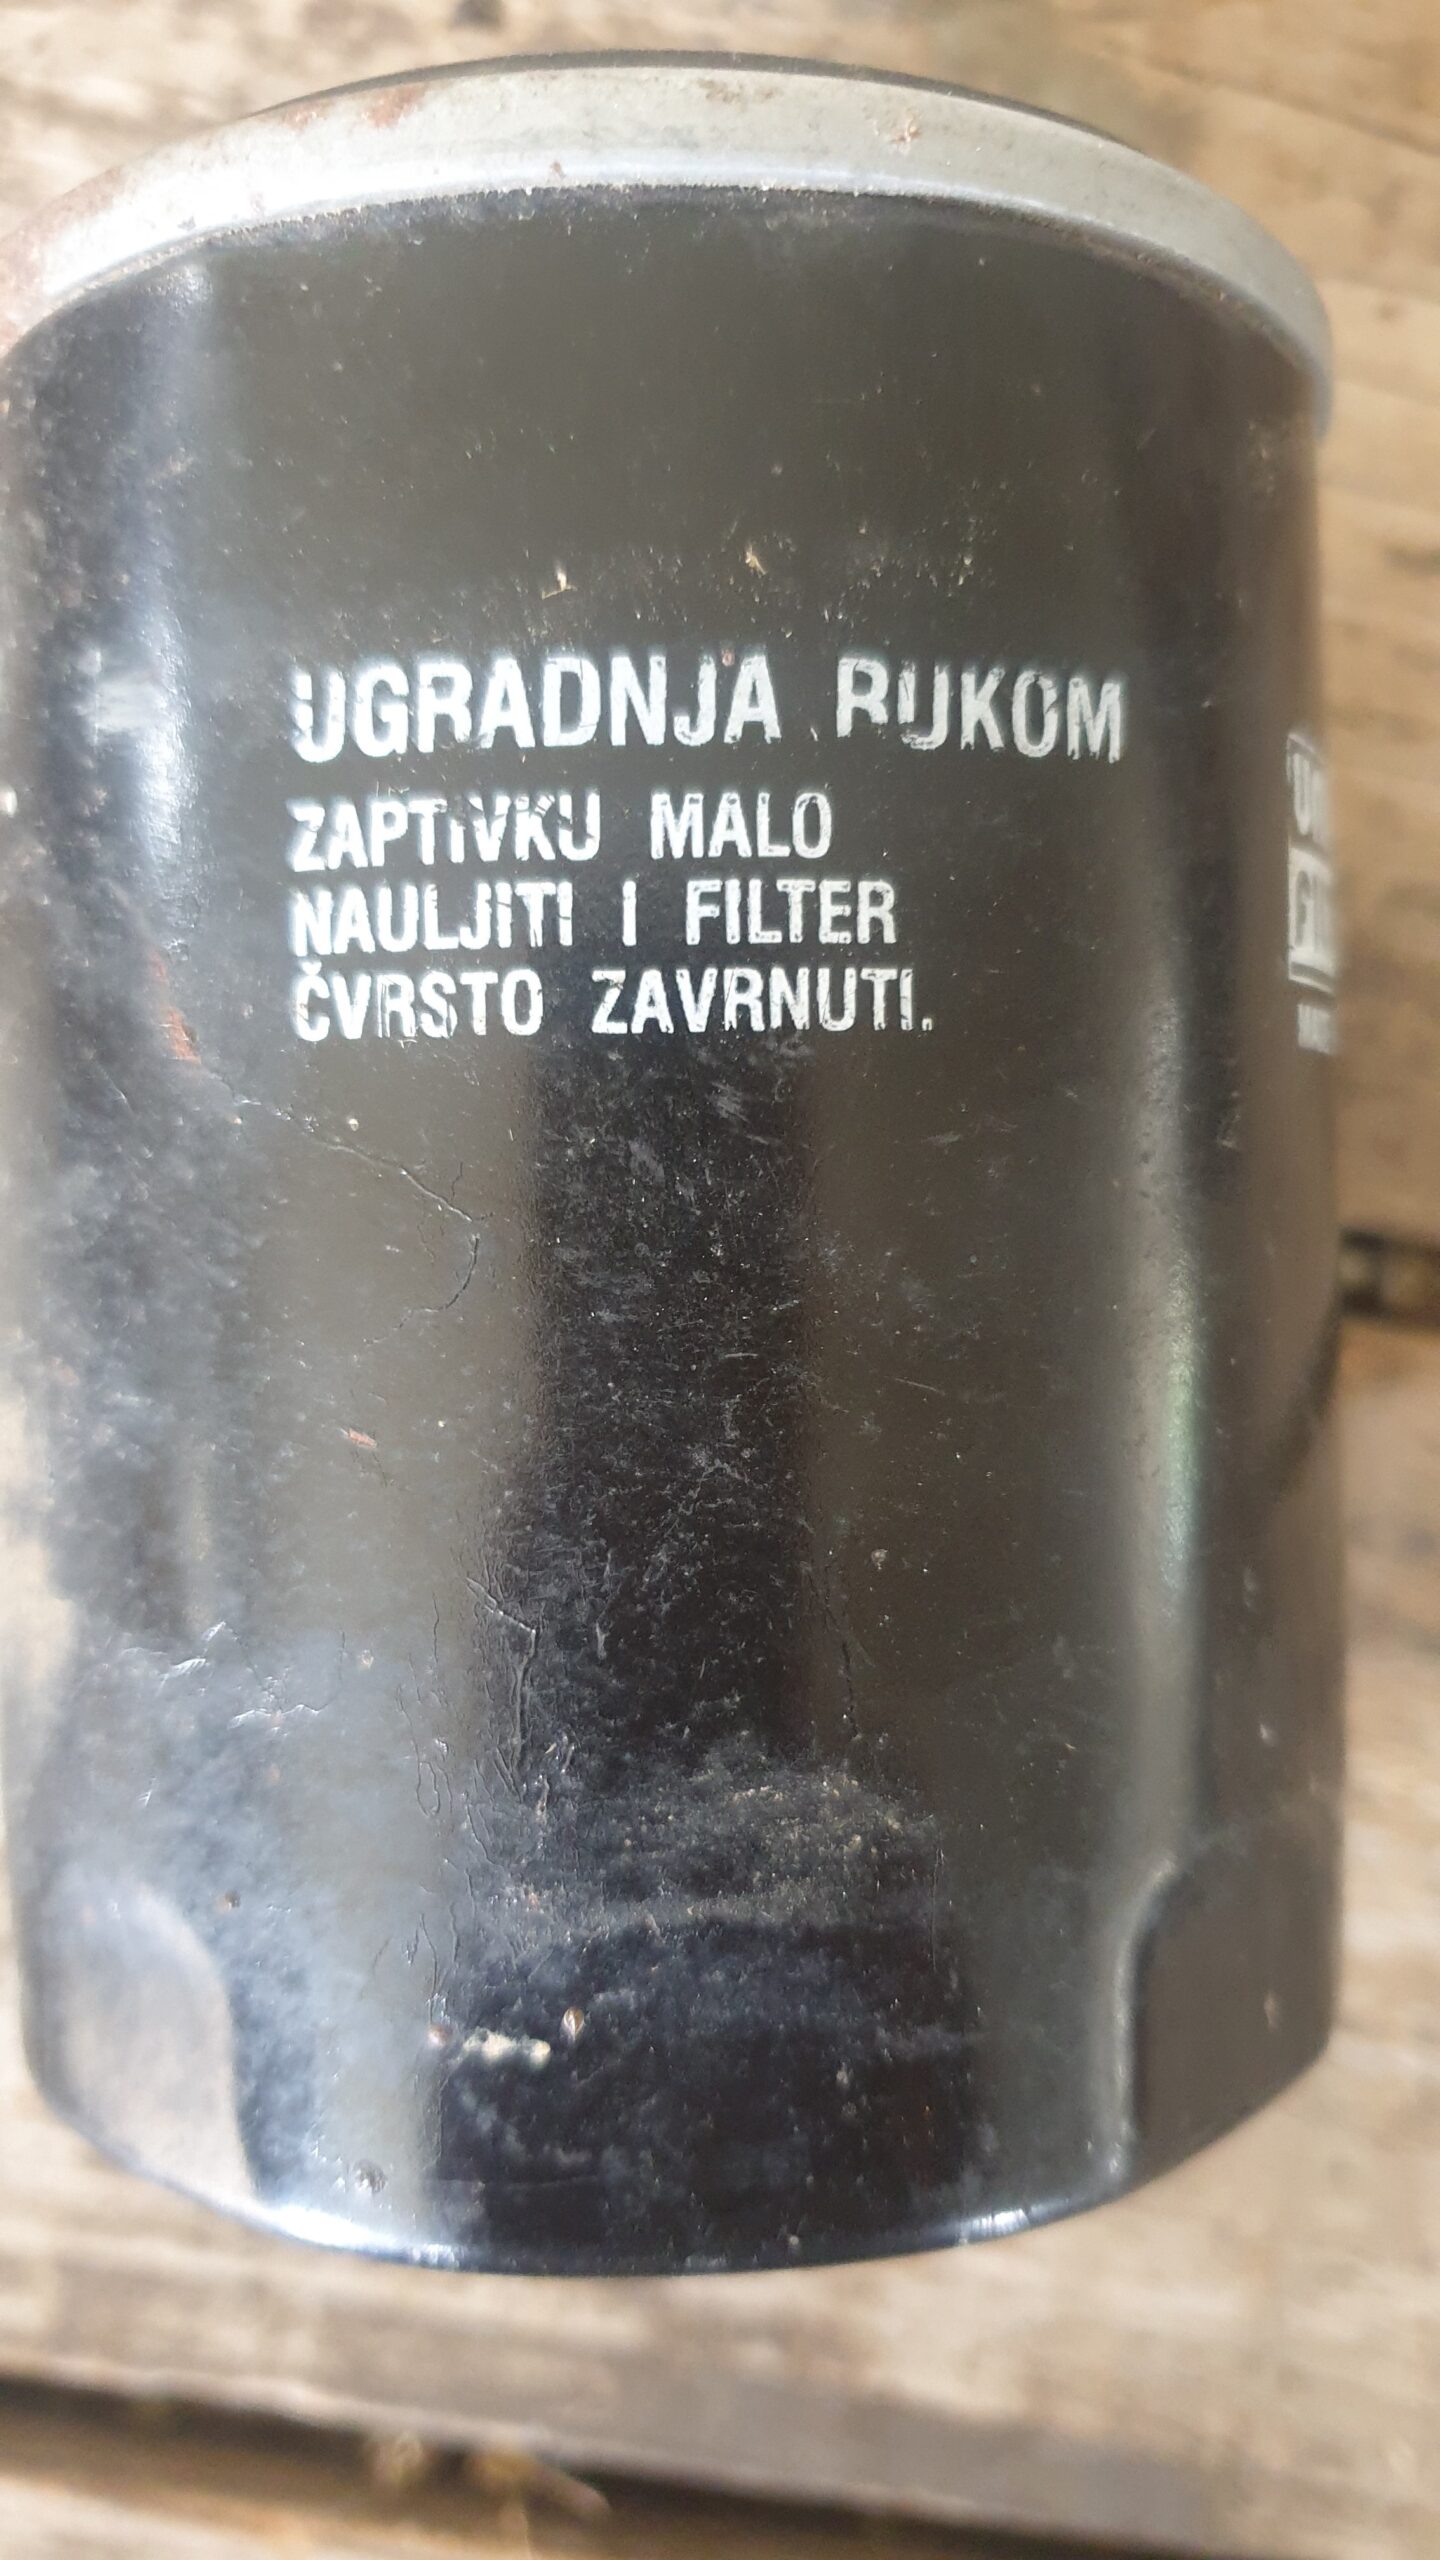 UGRADNJA RUKOM
ZAPTIVKU MALO
NAULJITI I FILTER
ČVRSTO ZAVRNUTI.